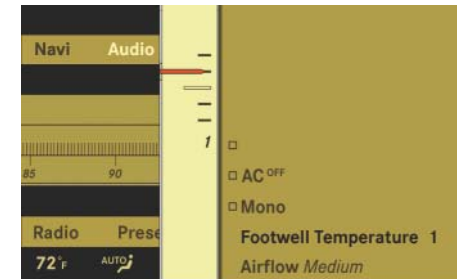 Navi Audio
1
85 90
AC OFF
Mono
Radio Prese
Footwell Temperature 1
72°F AUTO
Airflow Medium